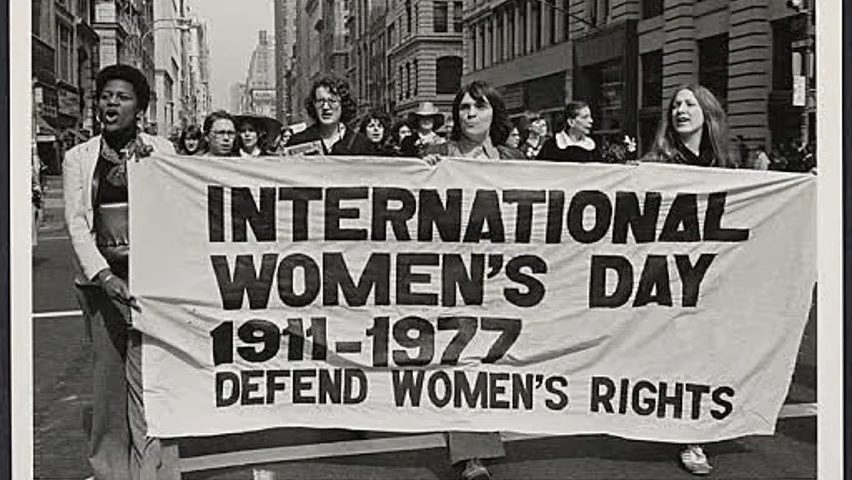 INTERNATIONAL
WOMEN'S DAY
1911-1977
DEFEND WOMEN'S RIGHTS